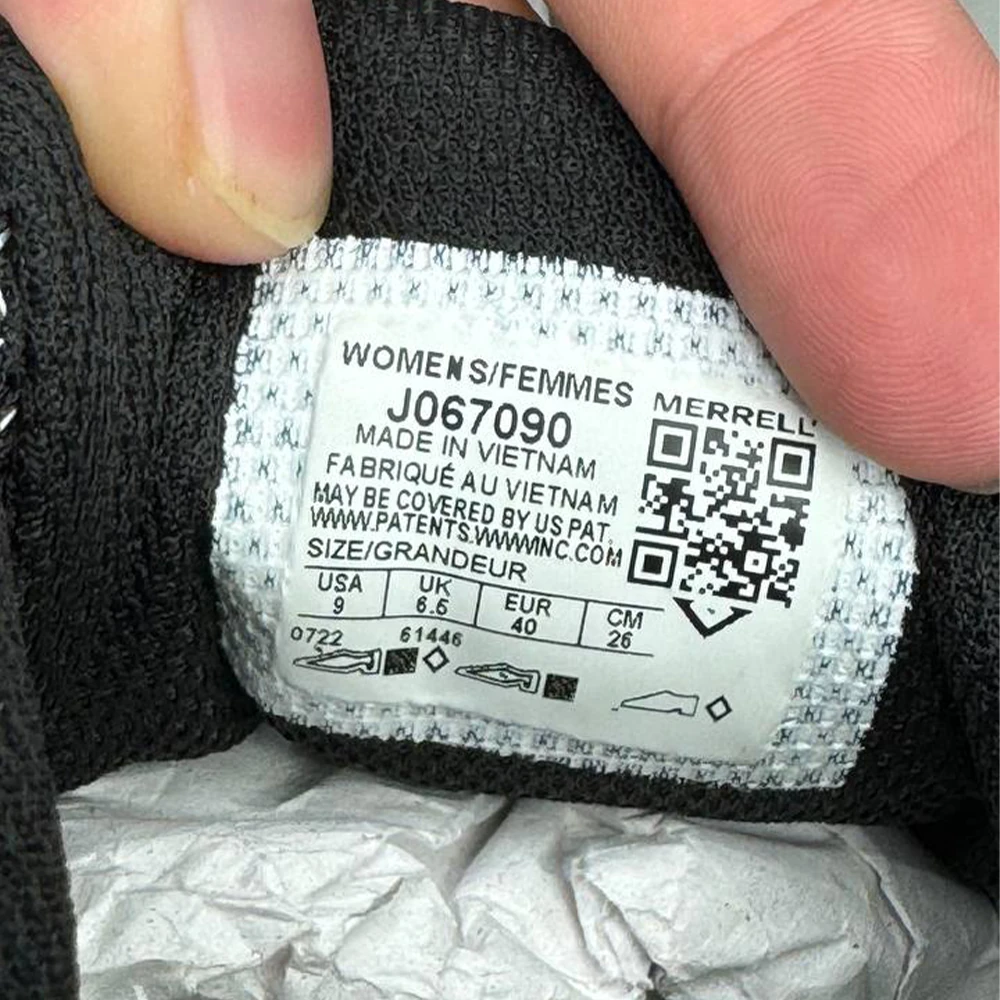 WOMENS/FEMMES
J067090
MADE IN VIETNAM
FABRIQUÉ AU VIETNAM
MAY BE COVERED BY US PAT.
WWW.PATENTS.WWWINC.COM
SIZE/GRANDEUR
USA UK EUR CM
9 6.5 40 26
0722 61446
MERRELL